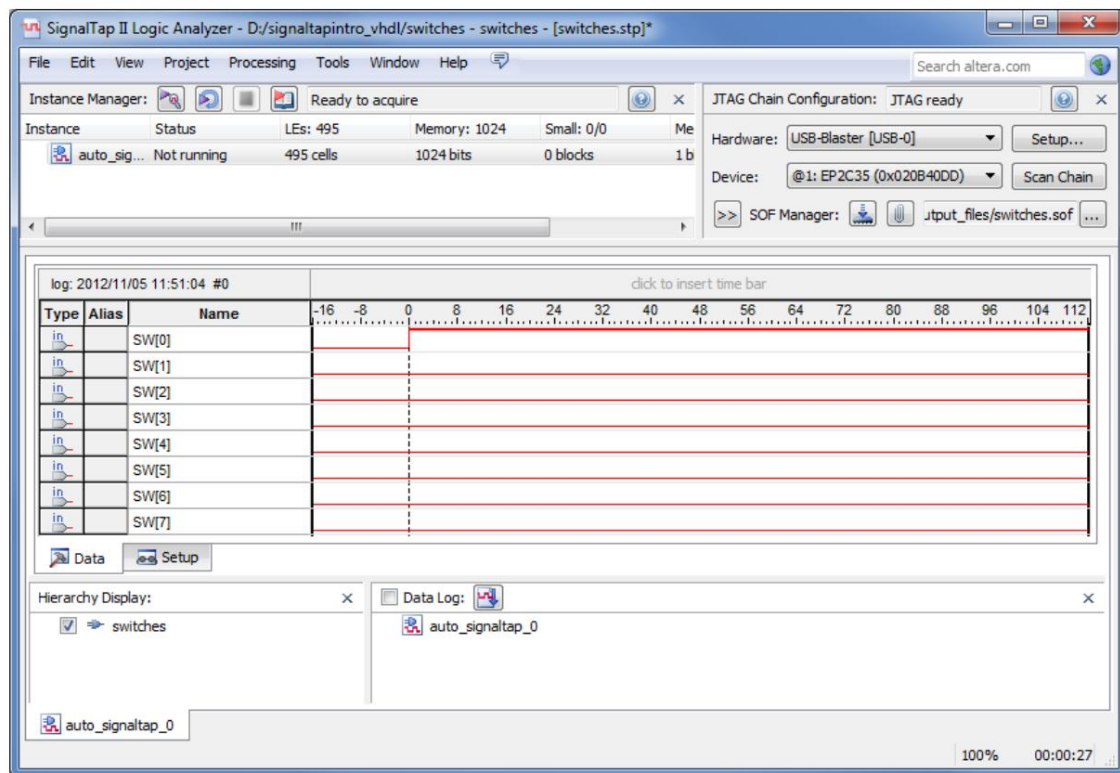 SignalTap II Logic Analyzer - D:/signaltapintro_vhdl/switches - switches - [switches.stp]*
File Edit View Project Processing Tools Window Help
Search altera.com
Instance Manager: Ready to acquire
Instance Status LEs: 495 Memory: 1024 Small: 0/0 Me
auto_sig... Not running 495 cells 1024 bits 0 blocks 1 b
JTAG Chain Configuration: JTAG ready
Hardware: USB-Blaster [USB-0] Setup...
Device: @1: EP2C35 (0x020B40DD) Scan Chain
>> SOF Manager: utput_files/switches.sof ...
log: 2012/11/05 11:51:04 #0 click to insert time bar
Type Alias Name -16 -8 0 8 16 24 32 40 48 56 64 72 80 88 96 104 112
in SW[0]
in SW[1]
in SW[2]
in SW[3]
in SW[4]
in SW[5]
in SW[6]
in SW[7]
Data Setup
Hierarchy Display:
switches
Data Log:
auto_signaltap_0
auto_signaltap_0
100% 00:00:27